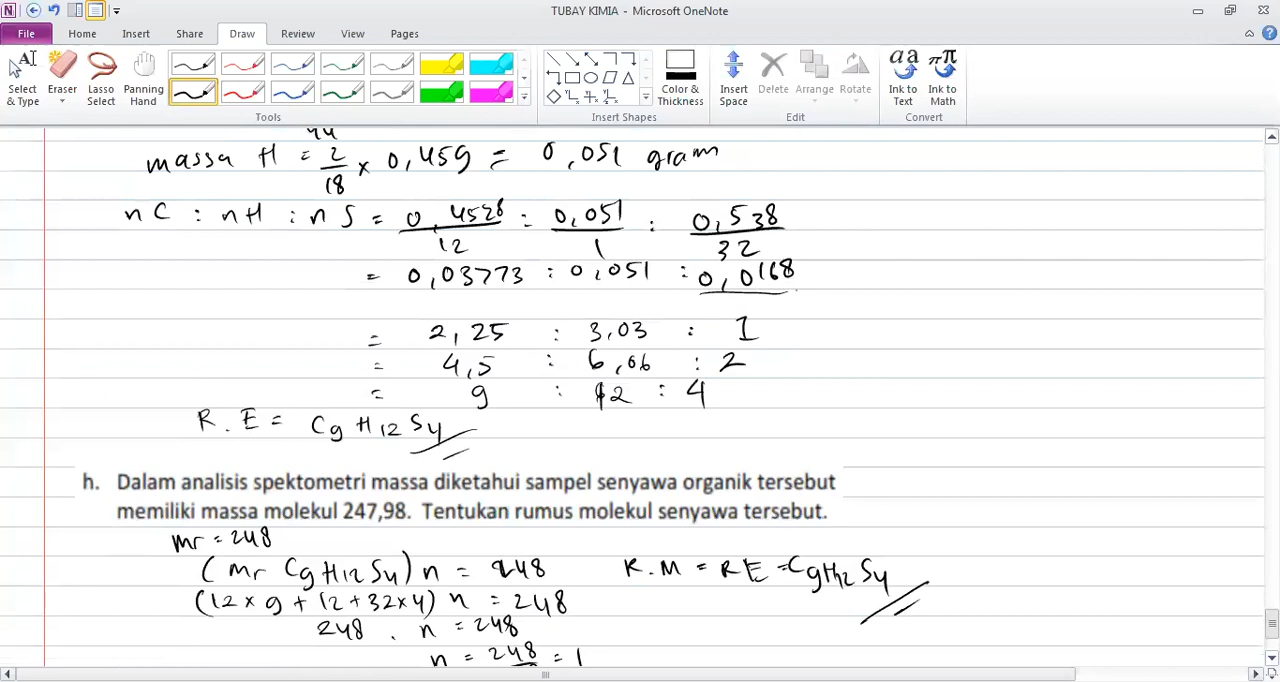 TUBAY KIMIA - Microsoft OneNote
File Home Insert Share Draw Review View Pages
Select & Type
Eraser
Lasso Select
Panning Hand
Color & Thickness
Insert Space
Delete
Arrange
Rotate
Ink to Text
Ink to Math
Tools
Insert Shapes
Edit
Convert
44
massa H = 2/18 × 0,459 = 0,051 gram
nC : nH : nS = 0,4528/12 : 0,051/1 : 0,538/32
= 0,03773 : 0,051 : 0,0168
= 2,25 : 3,03 : 1
= 4,5 : 6,06 : 2
= 9 : 12 : 4
R.E = C9H12S4
h. Dalam analisis spektometri massa diketahui sampel senyawa organik tersebut
memiliki massa molekul 247,98. Tentukan rumus molekul senyawa tersebut.
mr = 248
(mr C9H12S4) n = 248
R.M = RE = C9H12S4
(12 × 9 + 12 + 32 × 4) n = 248
248 . n = 248
n = 248 = 1